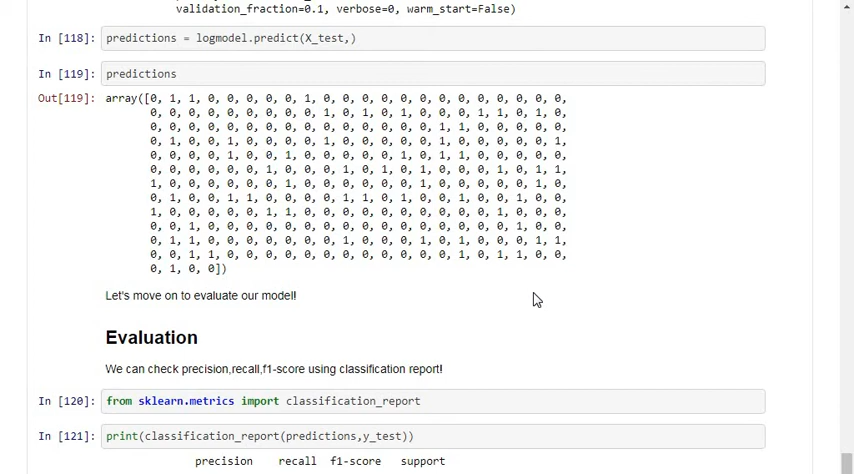 validation_fraction=0.1, verbose=0, warm_start=False)
In [118]: predictions = logmodel.predict(X_test,)
In [119]: predictions
Out[119]: array([0, 1, 1, 0, 0, 0, 0, 0, 1, 0, 0, 0, 0, 0, 0, 0, 0, 0, 0, 0, 0, 0,
0, 0, 0, 0, 0, 0, 0, 0, 0, 1, 0, 1, 0, 1, 0, 0, 0, 1, 1, 0, 1, 0,
0, 0, 0, 0, 0, 0, 0, 0, 0, 0, 0, 0, 0, 0, 0, 1, 1, 0, 0, 0, 0, 0,
0, 1, 0, 0, 1, 0, 0, 0, 0, 1, 0, 0, 0, 0, 0, 1, 0, 0, 0, 0, 0, 1,
0, 0, 0, 0, 1, 0, 0, 1, 0, 0, 0, 0, 0, 1, 0, 1, 1, 0, 0, 0, 0, 0,
0, 0, 0, 0, 0, 0, 1, 0, 0, 0, 1, 0, 1, 0, 1, 0, 0, 0, 1, 0, 1, 1,
1, 0, 0, 0, 0, 0, 0, 1, 0, 0, 0, 0, 0, 0, 0, 0, 0, 0, 0, 0, 1, 0,
0, 1, 0, 0, 1, 1, 0, 0, 0, 0, 1, 1, 0, 1, 0, 0, 1, 0, 0, 1, 0, 0,
1, 0, 0, 0, 0, 0, 1, 1, 0, 0, 0, 0, 0, 0, 0, 0, 0, 0, 1, 0, 0, 0,
0, 0, 1, 0, 0, 0, 0, 0, 0, 0, 0, 0, 0, 0, 0, 0, 0, 0, 0, 1, 0, 0,
0, 1, 1, 0, 0, 0, 0, 0, 0, 0, 1, 0, 0, 0, 1, 0, 1, 0, 0, 0, 1, 1,
0, 0, 1, 1, 0, 0, 0, 0, 0, 0, 0, 0, 0, 0, 0, 0, 1, 0, 1, 1, 0, 0,
0, 1, 0, 0])
Let's move on to evaluate our model!
Evaluation
We can check precision,recall,f1-score using classification report!
In [120]: from sklearn.metrics import classification_report
In [121]: print(classification_report(predictions,y_test))
precision recall f1-score support